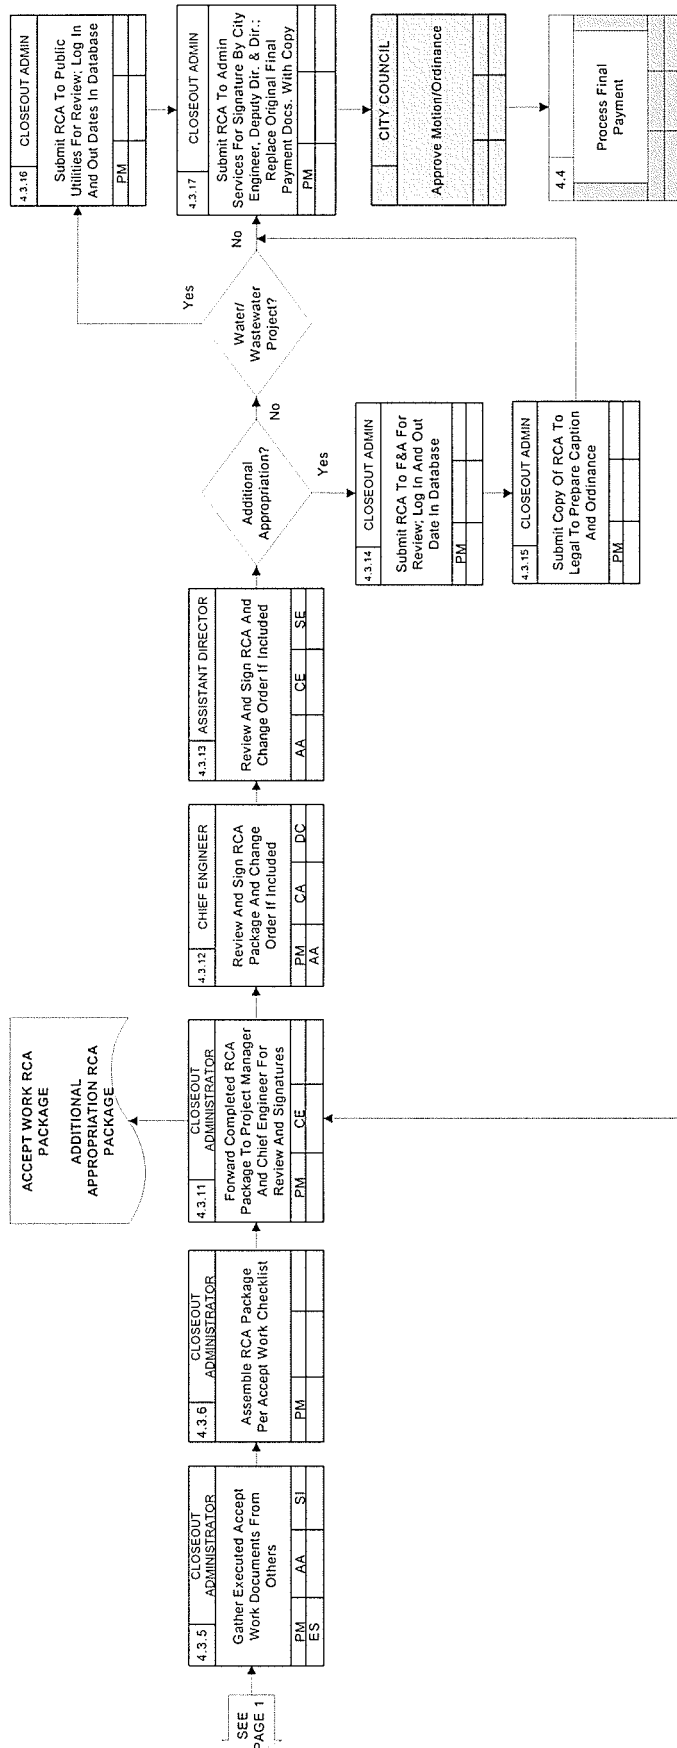 SEE
PAGE 1
4.3.5
CLOSEOUT
ADMINISTRATOR
Gather Executed Accept
Work Documents From
Others
PM AA SI
ES
4.3.6
CLOSEOUT
ADMINISTRATOR
Assemble RCA Package
Per Accept Work Checklist
PM
ACCEPT WORK RCA
PACKAGE
ADDITIONAL
APPROPRIATION RCA
PACKAGE
4.3.11
CLOSEOUT
ADMINISTRATOR
Forward Completed RCA
Package To Project Manager
And Chief Engineer For
Review And Signatures
PM CE
4.3.12 CHIEF ENGINEER
Review And Sign RCA
Package And Change
Order If Included
PM CA DC
AA
4.3.13 ASSISTANT DIRECTOR
Review And Sign RCA And
Change Order If Included
AA CE SE
Additional
Appropriation?
No
Yes
4.3.14 CLOSEOUT ADMIN
Submit RCA To F&A For
Review; Log In And Out
Date In Database
PM
4.3.15 CLOSEOUT ADMIN
Submit Copy Of RCA To
Legal To Prepare Caption
And Ordinance
PM
Water/
Wastewater
Project?
Yes
No
4.3.16 CLOSEOUT ADMIN
Submit RCA To Public
Utilities For Review; Log In
And Out Dates In Database
PM
4.3.17 CLOSEOUT ADMIN
Submit RCA To Admin
Services For Signature By City
Engineer, Deputy Dir. & Dir.;
Replace Original Final
Payment Docs. With Copy
PM
CITY COUNCIL
Approve Motion/Ordinance
4.4
Process Final
Payment